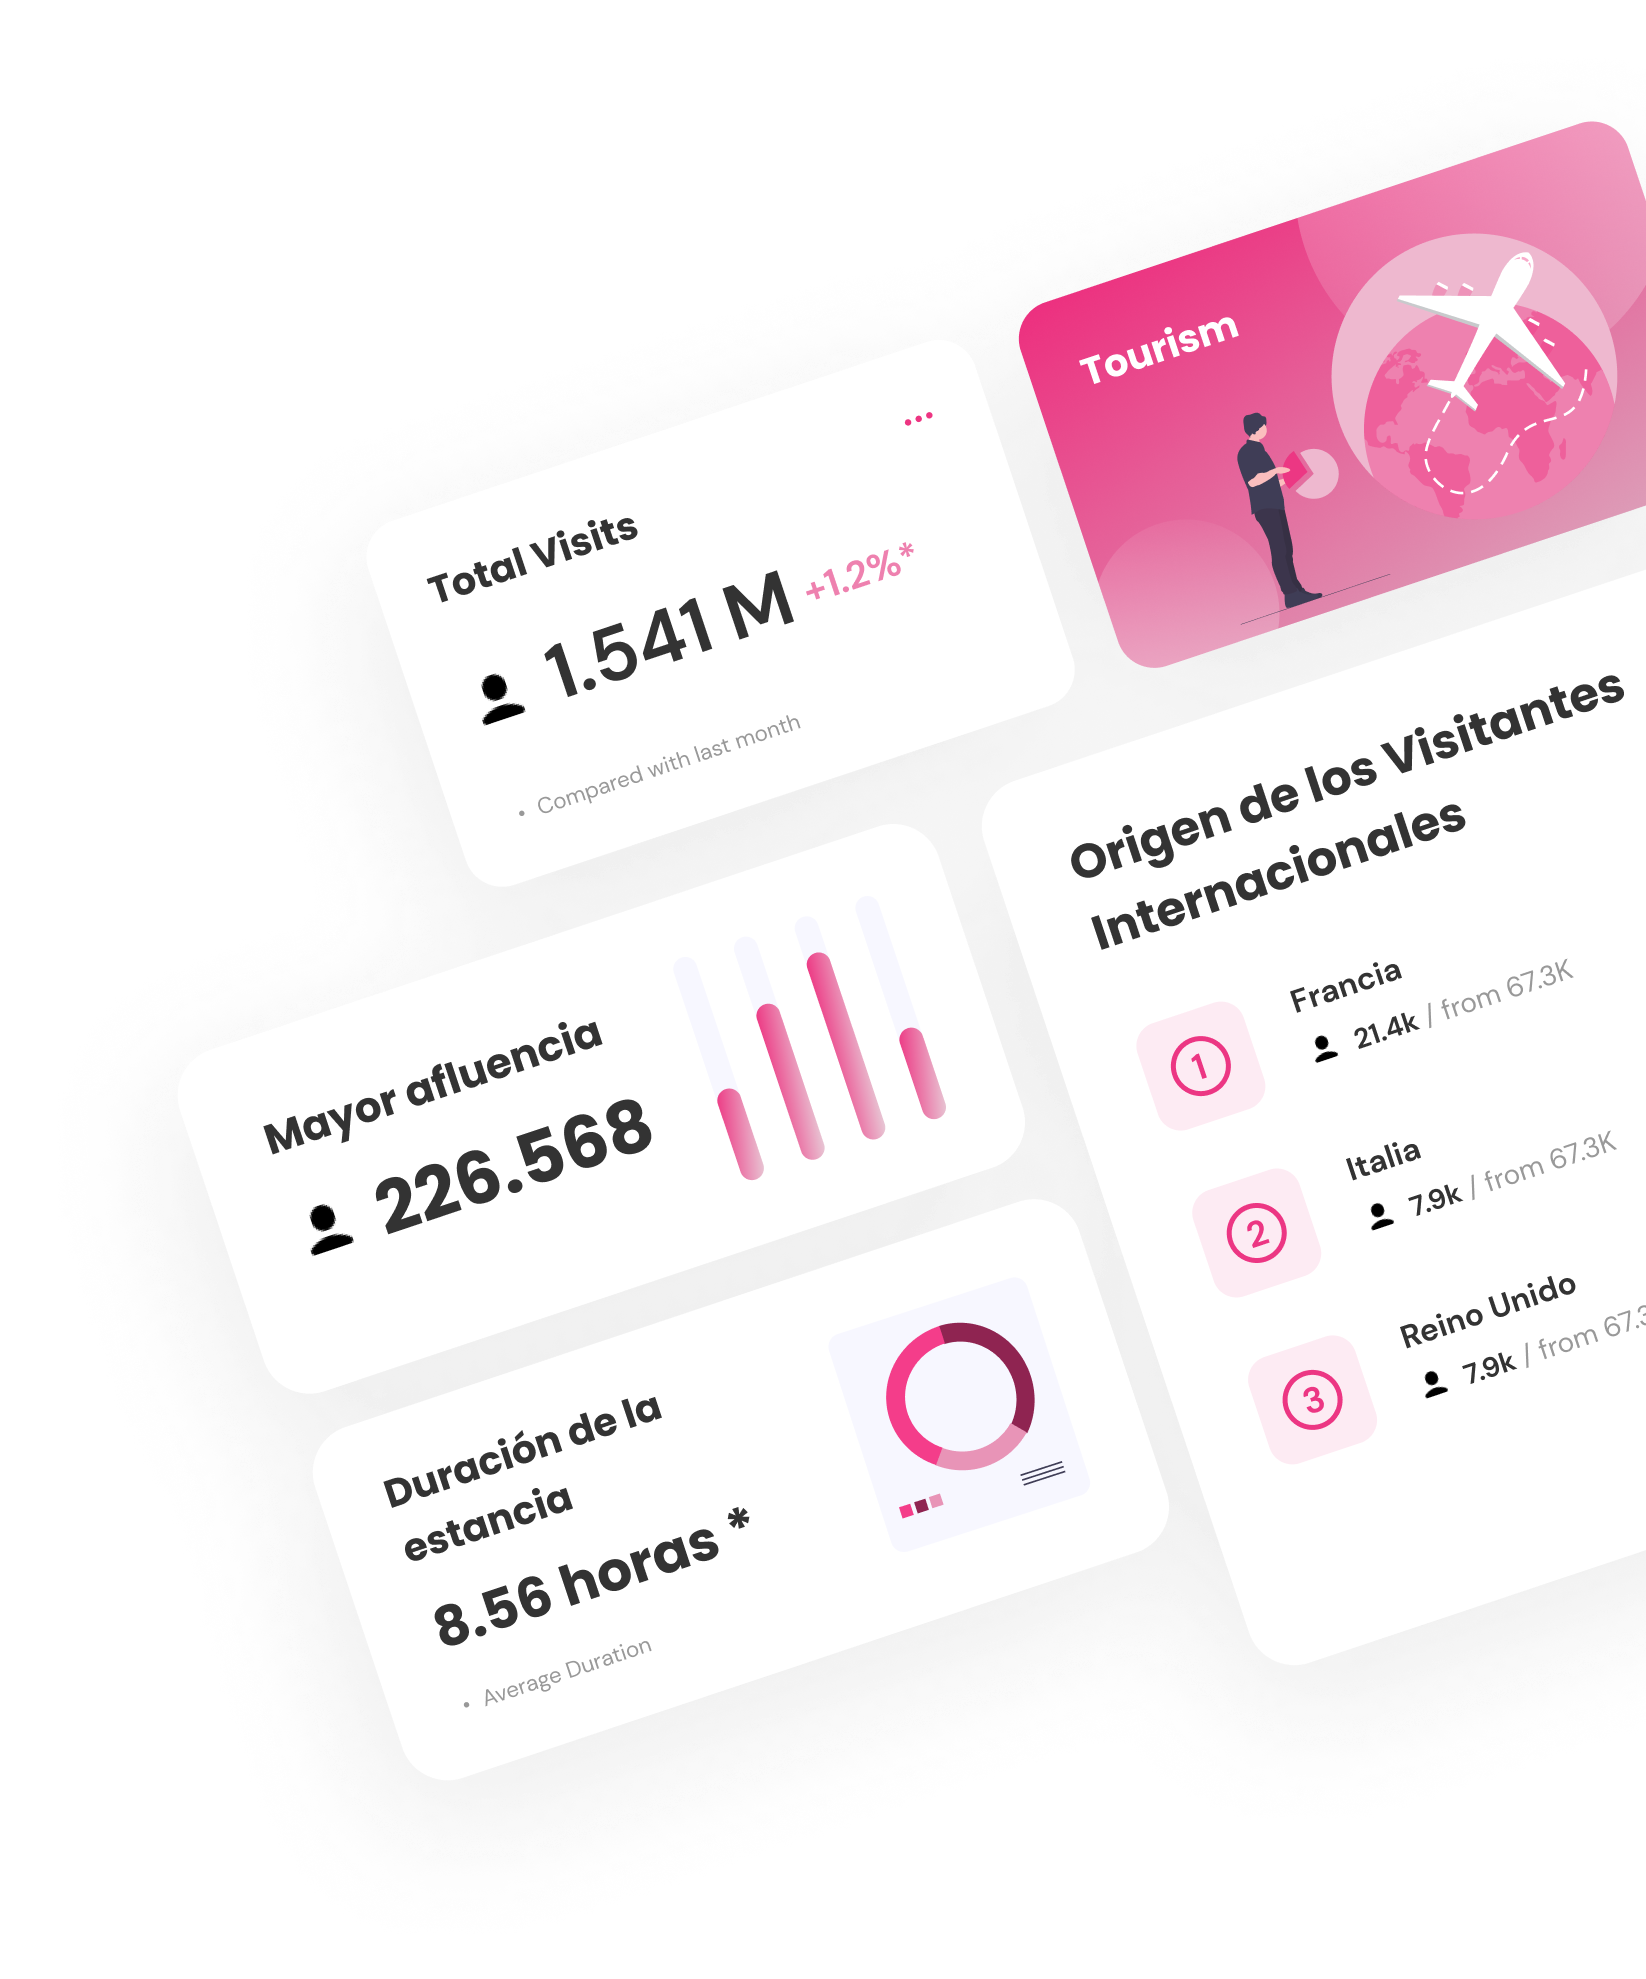 Tourism
Total Visits
1.541 M +1.2%*
• Compared with last month
Origen de los Visitantes
Internacionales
1
Francia
21.4k / from 67.3K
2
Italia
7.9k / from 67.3K
3
Reino Unido
7.9k / from 67.3
Mayor afluencia
226.568
Duración de la
estancia
8.56 horas *
• Average Duration